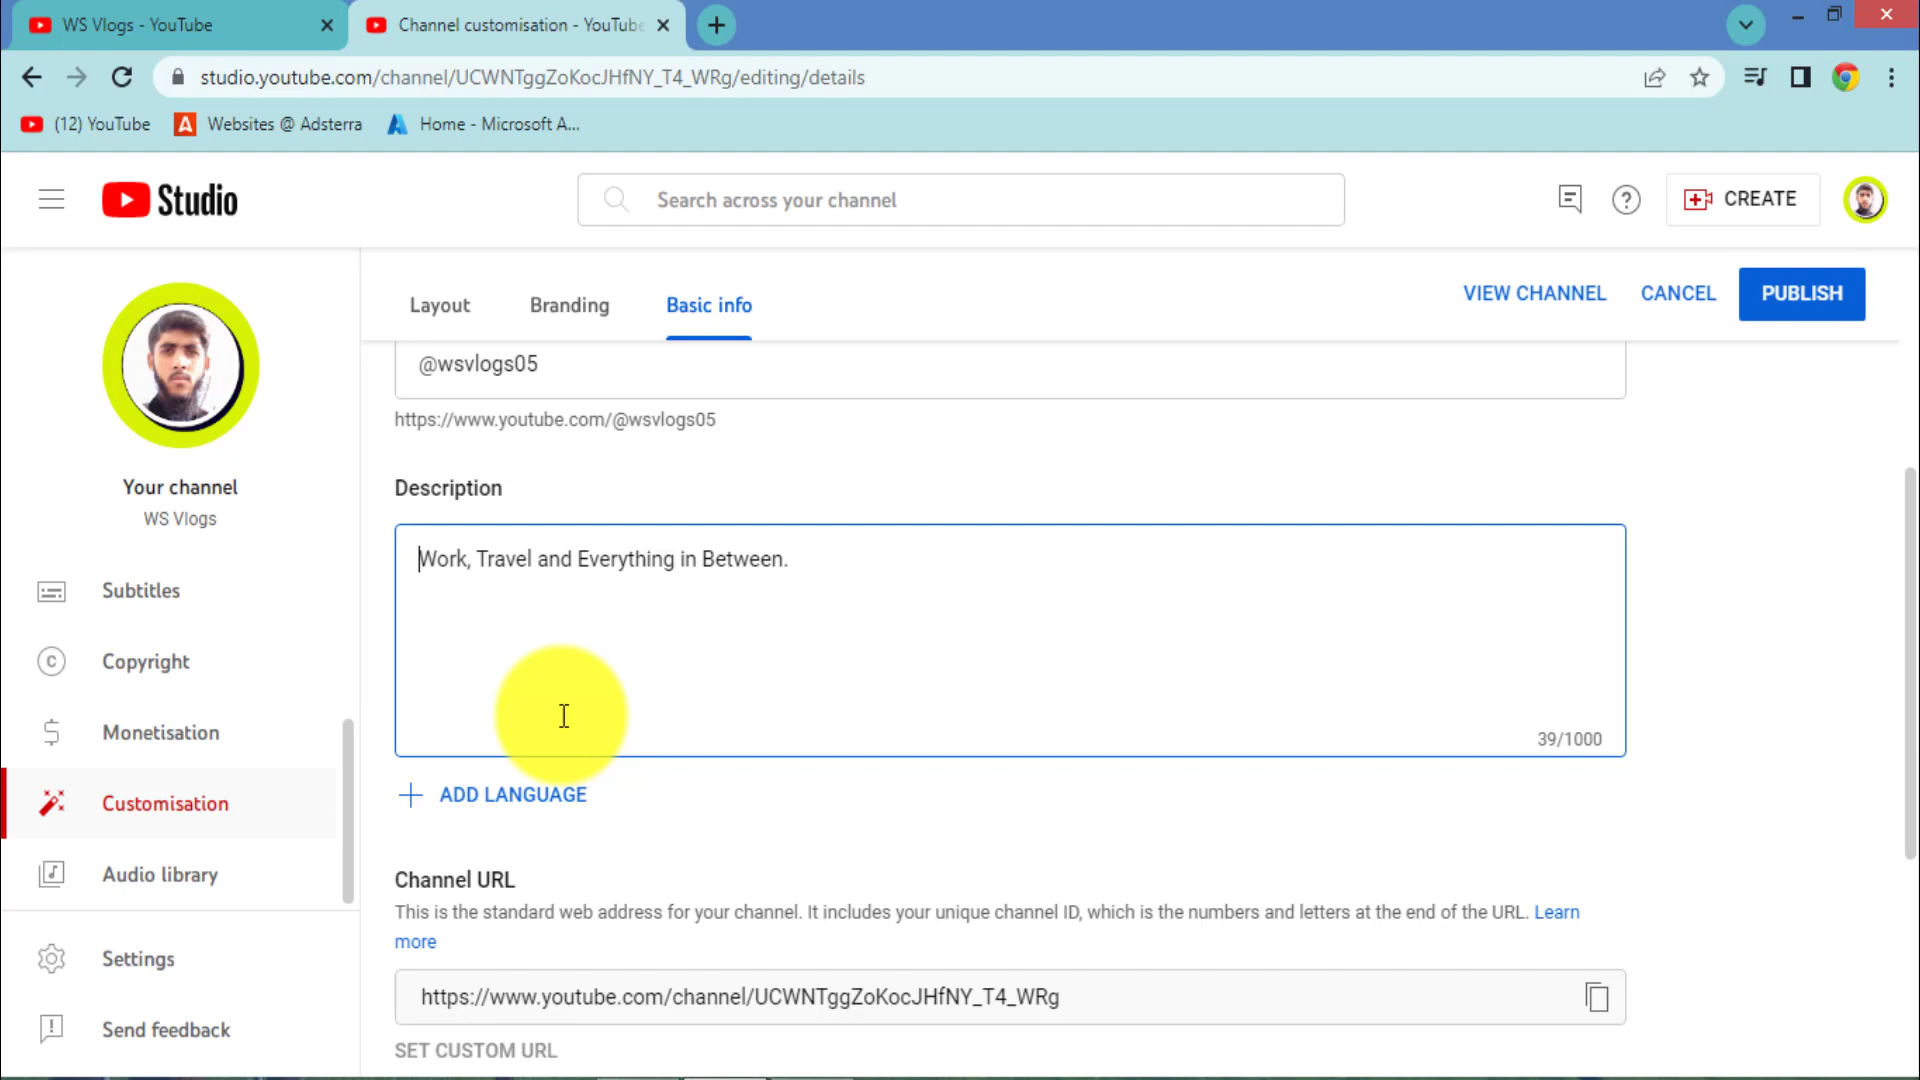 WS Vlogs - YouTube
Channel customisation - YouTube
studio.youtube.com/channel/UCWNTggZoKocJHfNY_T4_WRg/editing/details
(12) YouTube
Websites @ Adsterra
Home - Microsoft A...
Studio
Search across your channel
CREATE
Layout
Branding
Basic info
VIEW CHANNEL
CANCEL
PUBLISH
@wsvlogs05
https://www.youtube.com/@wsvlogs05
Your channel
WS Vlogs
Subtitles
Copyright
Monetisation
Customisation
Audio library
Settings
Send feedback
Description
Work, Travel and Everything in Between.
39/1000
ADD LANGUAGE
Channel URL
This is the standard web address for your channel. It includes your unique channel ID, which is the numbers and letters at the end of the URL. Learn
more
https://www.youtube.com/channel/UCWNTggZoKocJHfNY_T4_WRg
SET CUSTOM URL